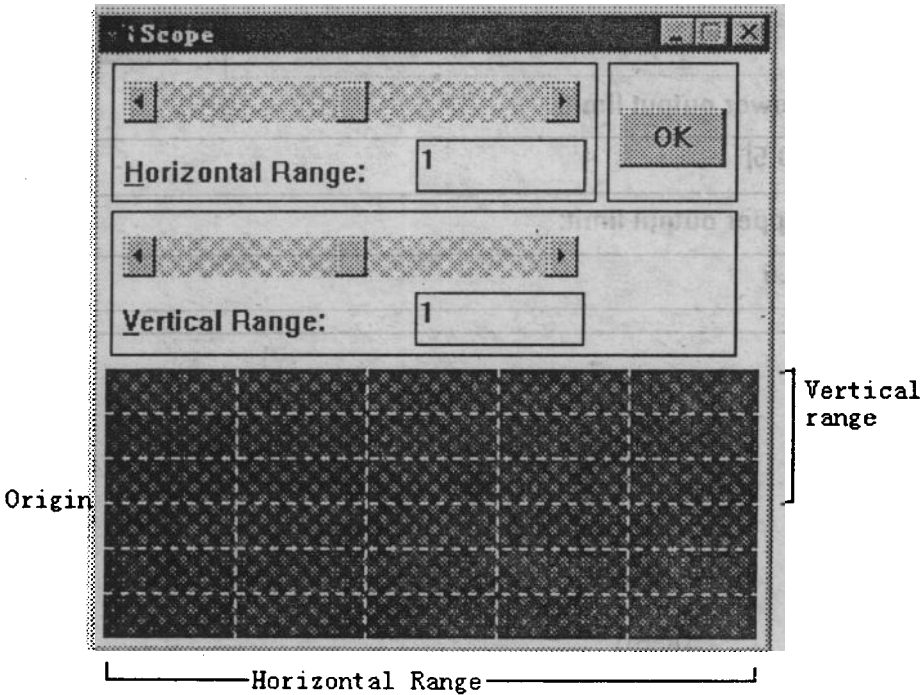 Scope
OK
Horizontal Range:
1
Vertical Range:
1
Vertical
range
Origin
Horizontal Range